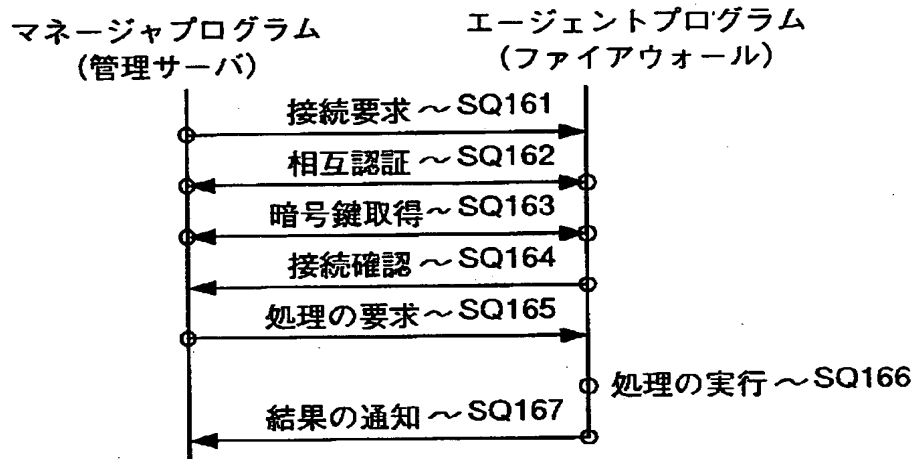 マネージャプログラム
(管理サーバ)
エージェントプログラム
(ファイアウォール)
接続要求～SQ161
相互認証～SQ162
暗号鍵取得～SQ163
接続確認～SQ164
処理の要求～SQ165
処理の実行～SQ166
結果の通知～SQ167